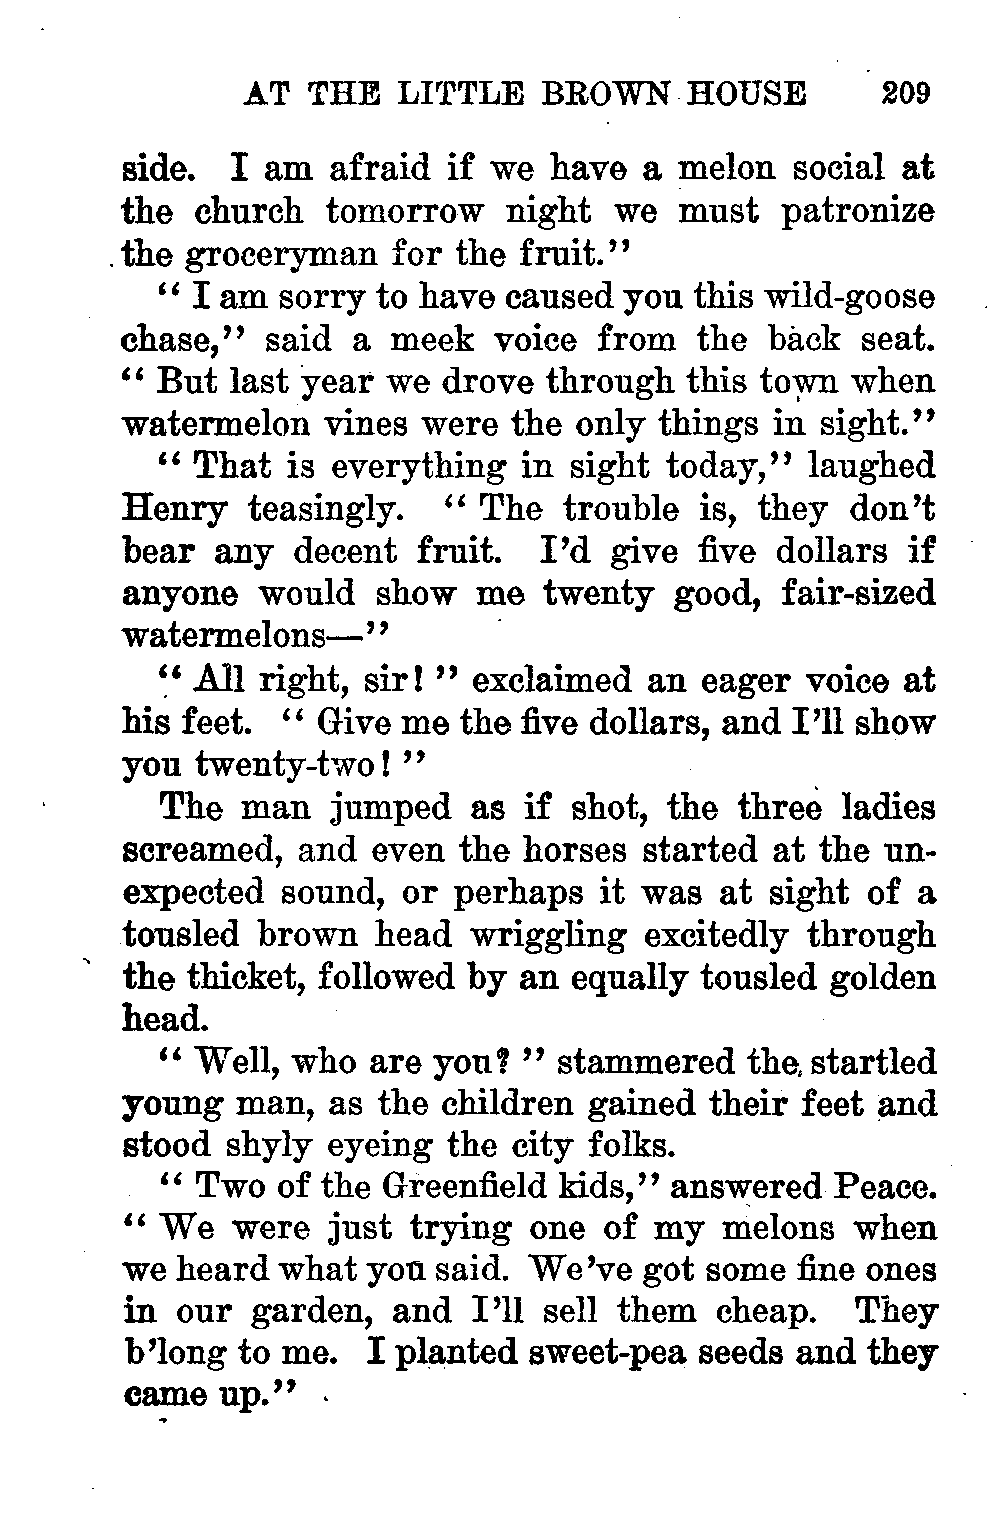 AT THE LITTLE BROWN HOUSE 209
side. I am afraid if we have a melon social at
the church tomorrow night we must patronize
the groceryman for the fruit."
"I am sorry to have caused you this wild-goose
chase," said a meek voice from the back seat.
"But last year we drove through this town when
watermelon vines were the only things in sight."
"That is everything in sight today," laughed
Henry teasingly. "The trouble is, they don't
bear any decent fruit. I'd give five dollars if
anyone would show me twenty good, fair-sized
watermelons—"
"All right, sir!" exclaimed an eager voice at
his feet. "Give me the five dollars, and I'll show
you twenty-two!"
The man jumped as if shot, the three ladies
screamed, and even the horses started at the un-
expected sound, or perhaps it was at sight of a
tousled brown head wriggling excitedly through
the thicket, followed by an equally tousled golden
head.
"Well, who are you?" stammered the startled
young man, as the children gained their feet and
stood shyly eyeing the city folks.
"Two of the Greenfield kids," answered Peace.
"We were just trying one of my melons when
we heard what you said. We've got some fine ones
in our garden, and I'll sell them cheap. They
b'long to me. I planted sweet-pea seeds and they
came up."